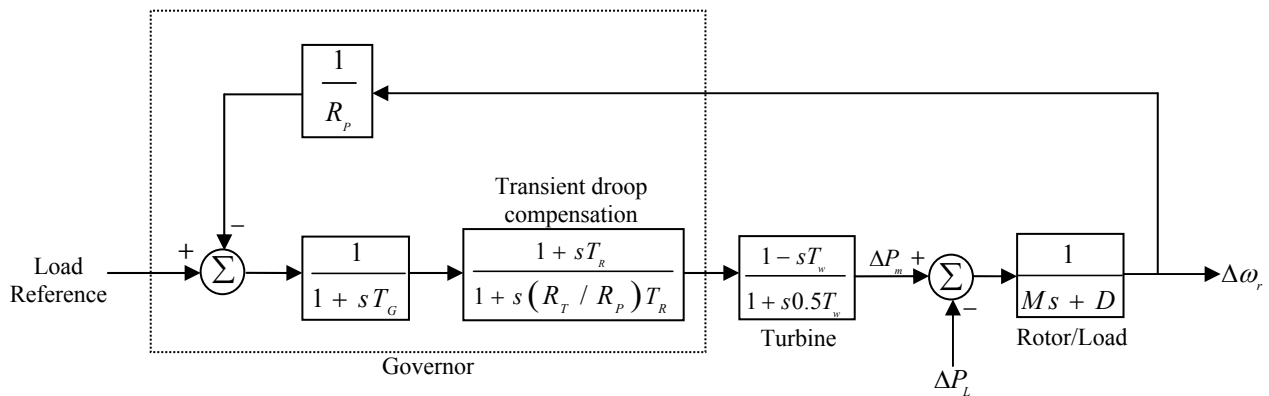 1
R_P
Transient droop
compensation
Load
Reference
+
−
Σ
1
1 + sT_G
1 + sT_R
1 + s(R_T / R_P)T_R
1 − sT_w
1 + s0.5T_w
ΔP_m
+
−
Σ
1
Ms + D
Δω_r
Turbine
Rotor/Load
Governor
ΔP_L